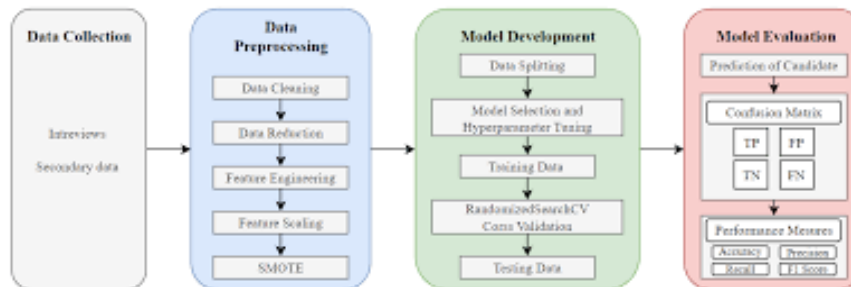 Data Collection
Intreviews
Secondary data
Data
Preprocessing
Data Cleaning
Data Reduction
Feature Engineering
Feature Scaling
SMOTE
Model Development
Data Splitting
Model Selection and
Hyperparameter Tuning
Training Data
RandomizedSearchCV
Corss Validation
Testing Data
Model Evaluation
Prediction of Candidate
Confusion Matrix
TP FP
TN FN
Performance Mesures
Accuracy Precision
Recall F1 Score